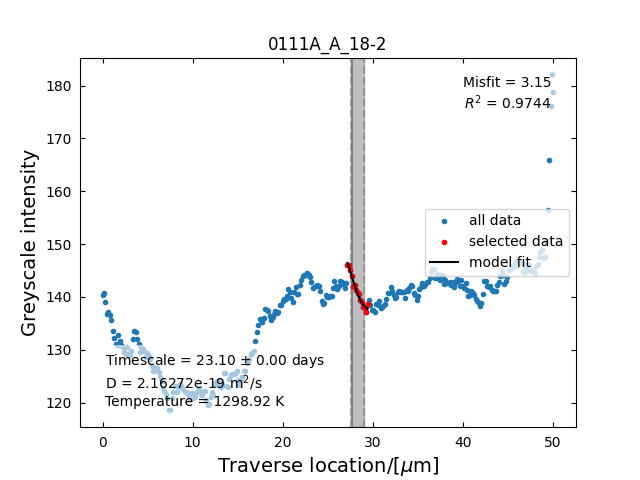 0111A_A_18-2
Misfit = 3.15
R² = 0.9744
180
170
160
150
140
130
120
Greyscale intensity
all data
selected data
model fit
Timescale = 23.10 ± 0.00 days
D = 2.16272e-19 m²/s
Temperature = 1298.92 K
0 10 20 30 40 50
Traverse location/[μm]